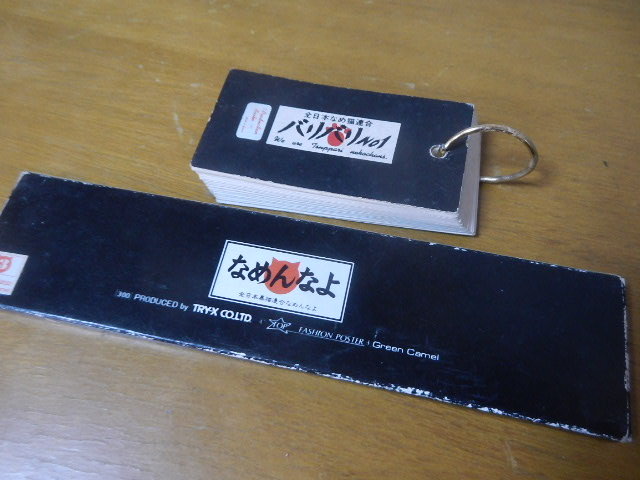 全日本なめ猫連合
バリバリNO1
We are Tsuppari nekochans.
なめんなよ
全日本暴猫連合なめんなよ
PRODUCED by TRY-X CO.LTD.
TOP FASHION POSTER : Green Camel